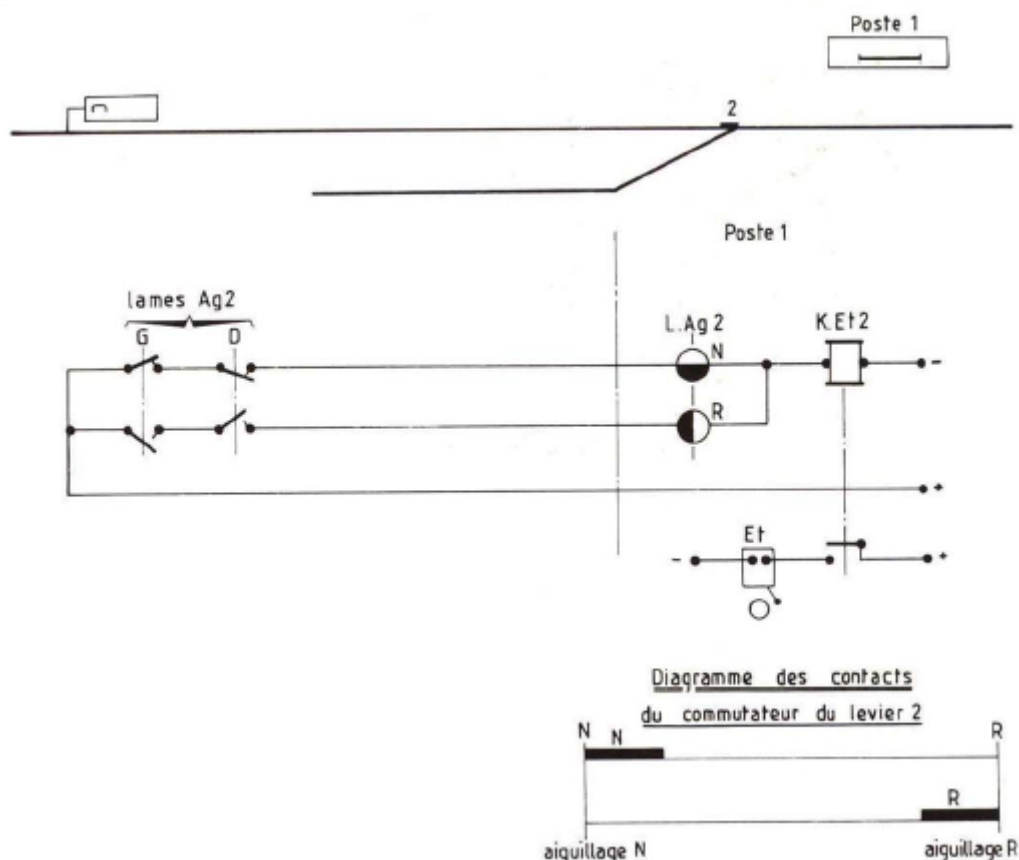 Poste 1
2
Poste 1
lames Ag2
G D
L.Ag 2
K.Et2
N
-
R
+
Et
- +
Diagramme des contacts
du commutateur du levier 2
N N R
R
aiguillage N aiguillage R